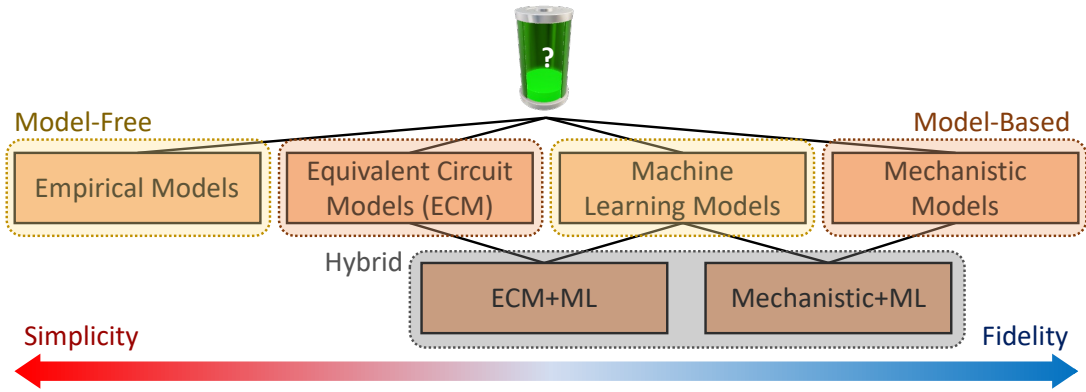 ?
Model-Free
Model-Based
Empirical Models
Equivalent Circuit
Models (ECM)
Machine
Learning Models
Mechanistic
Models
Hybrid
ECM+ML
Mechanistic+ML
Simplicity
Fidelity